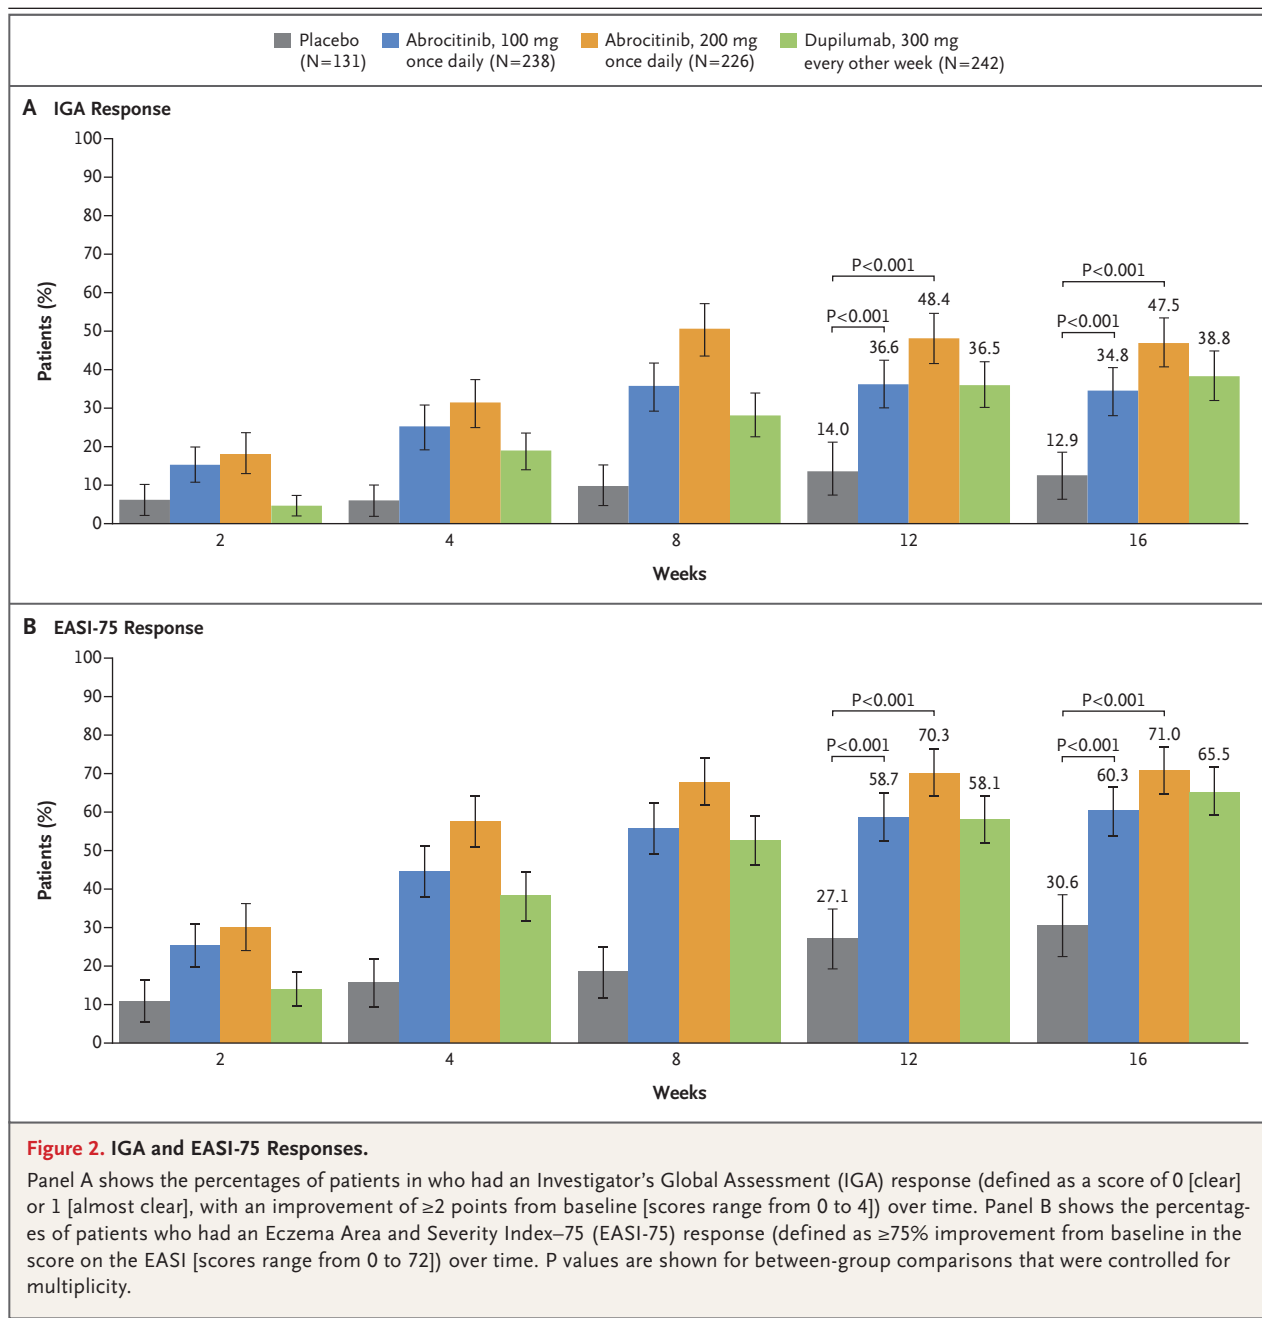 Placebo
(N=131)
Abrocitinib, 100 mg
once daily (N=238)
Abrocitinib, 200 mg
once daily (N=226)
Dupilumab, 300 mg
every other week (N=242)
A IGA Response
100
90
80
70
60
50
40
30
20
10
0
Patients (%)
P<0.001
P<0.001
14.0
36.6
48.4
36.5
P<0.001
P<0.001
12.9
34.8
47.5
38.8
2
4
8
12
16
Weeks
B EASI-75 Response
100
90
80
70
60
50
40
30
20
10
0
Patients (%)
P<0.001
P<0.001
27.1
58.7
70.3
58.1
P<0.001
P<0.001
30.6
60.3
71.0
65.5
2
4
8
12
16
Weeks
Figure 2. IGA and EASI-75 Responses.
Panel A shows the percentages of patients in who had an Investigator's Global Assessment (IGA) response (defined as a score of 0 [clear]
or 1 [almost clear], with an improvement of ≥2 points from baseline [scores range from 0 to 4]) over time. Panel B shows the percentag-
es of patients who had an Eczema Area and Severity Index–75 (EASI-75) response (defined as ≥75% improvement from baseline in the
score on the EASI [scores range from 0 to 72]) over time. P values are shown for between-group comparisons that were controlled for
multiplicity.